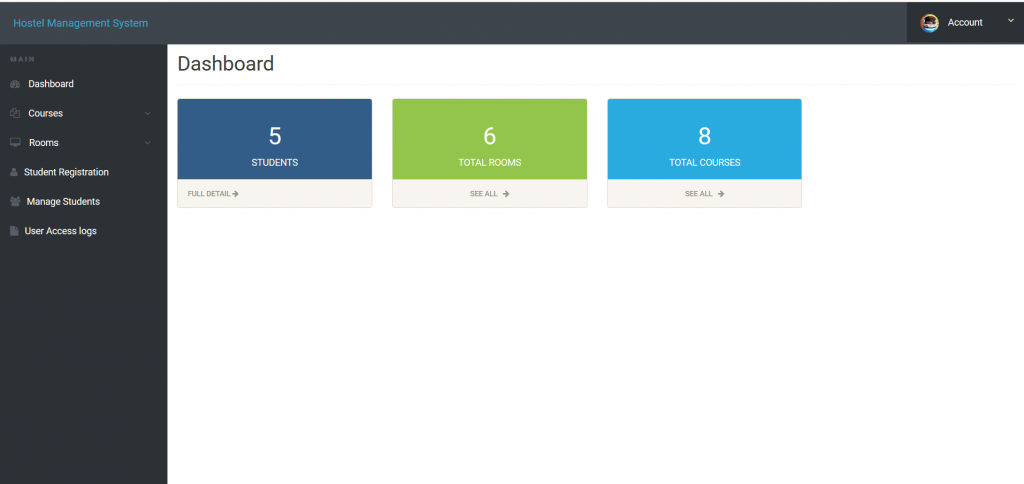 Hostel Management System
Account
MAIN
Dashboard
Courses
Rooms
Student Registration
Manage Students
User Access logs
Dashboard
5
STUDENTS
FULL DETAIL
6
TOTAL ROOMS
SEE ALL
8
TOTAL COURSES
SEE ALL